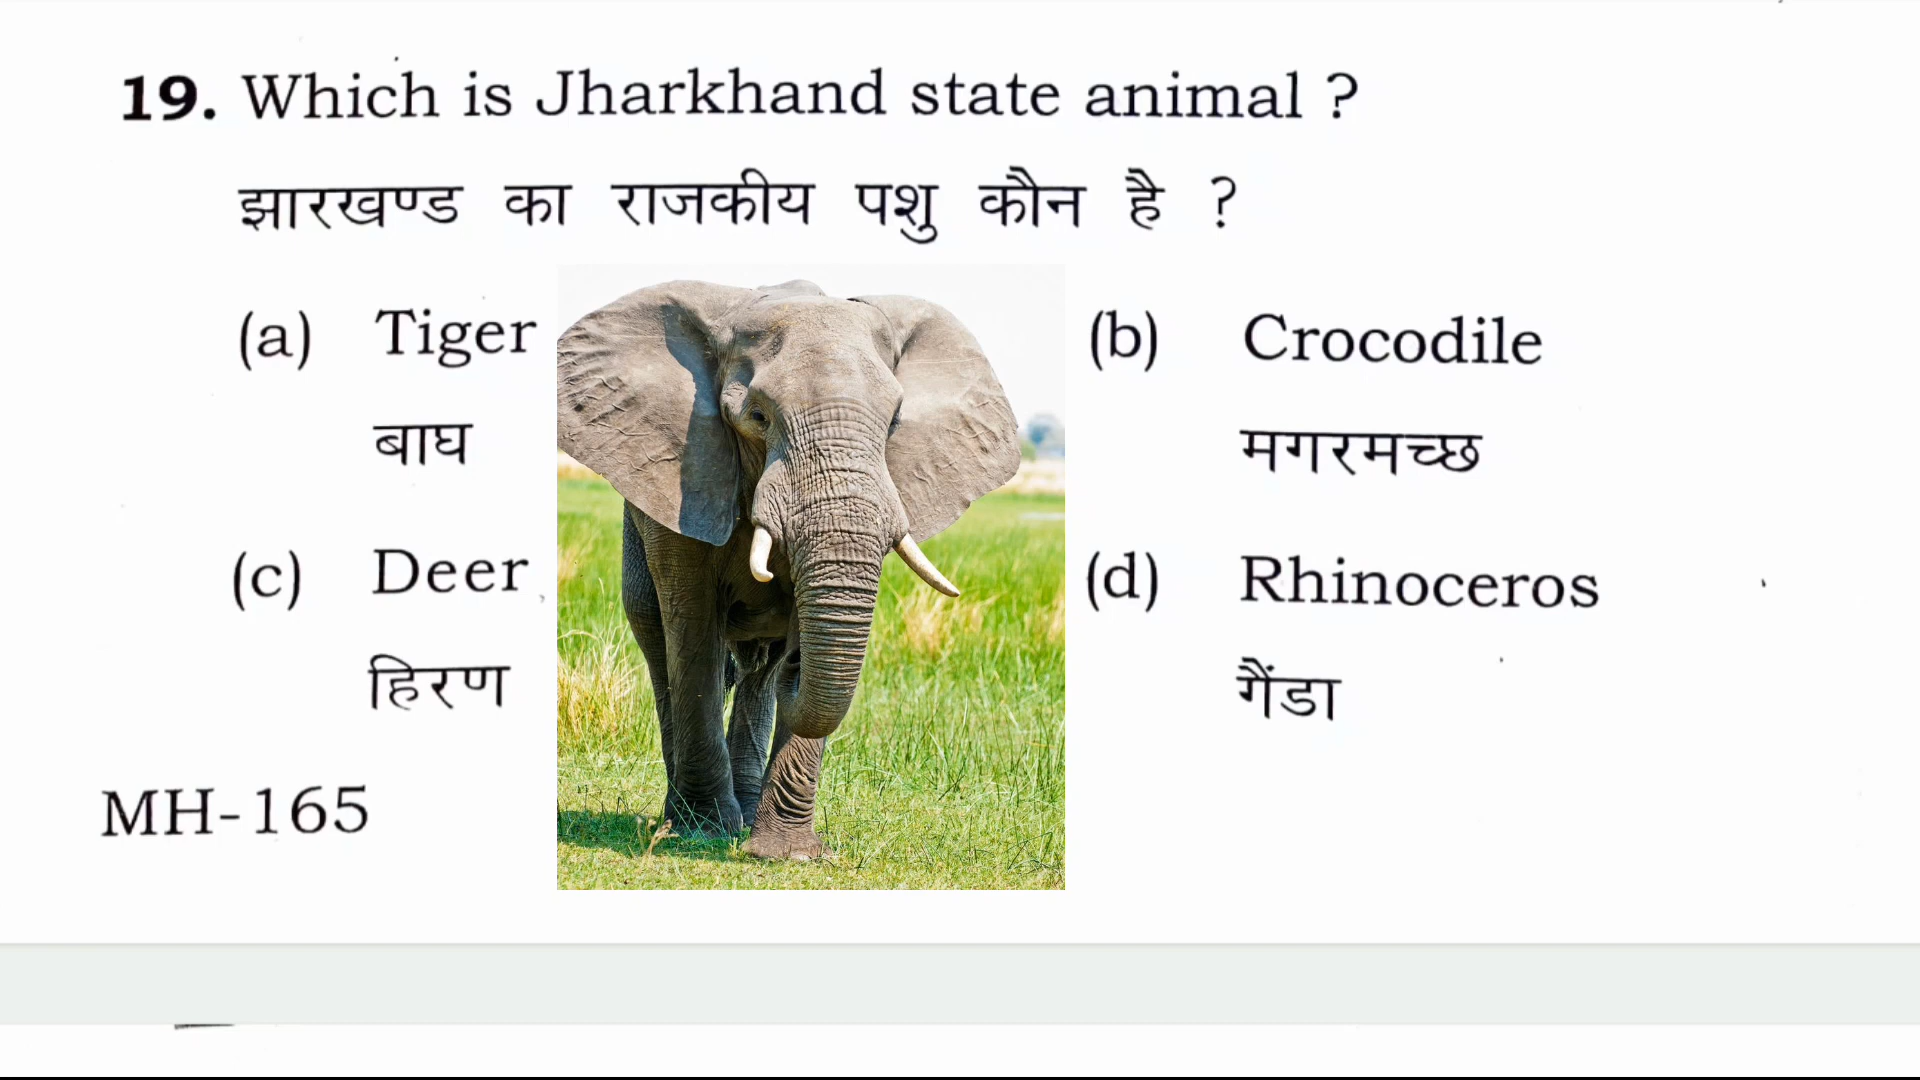 19. Which is Jharkhand state animal ?
झारखण्ड का राजकीय पशु कौन है ?
(a) Tiger (b) Crocodile
बाघ मगरमच्छ
(c) Deer (d) Rhinoceros
हिरण गैंडा
MH-165